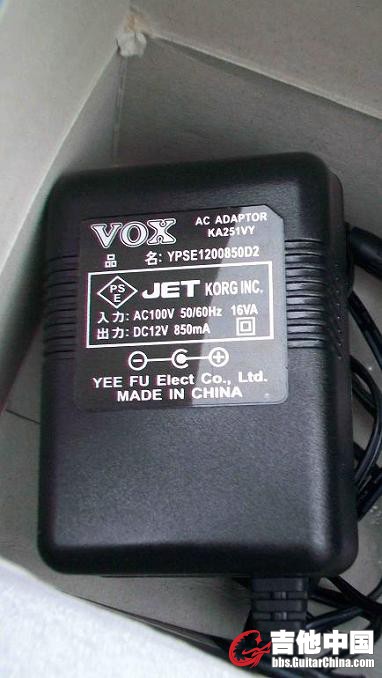 VOX
AC ADAPTOR
KA251VY
品 名: YPSE1200850D2
PS
E
JET KORG INC.
入力: AC100V 50/60Hz 16VA
出力: DC12V 850mA
YEE FU Elect Co., Ltd.
MADE IN CHINA
吉他中国
bbs.GuitarChina.com